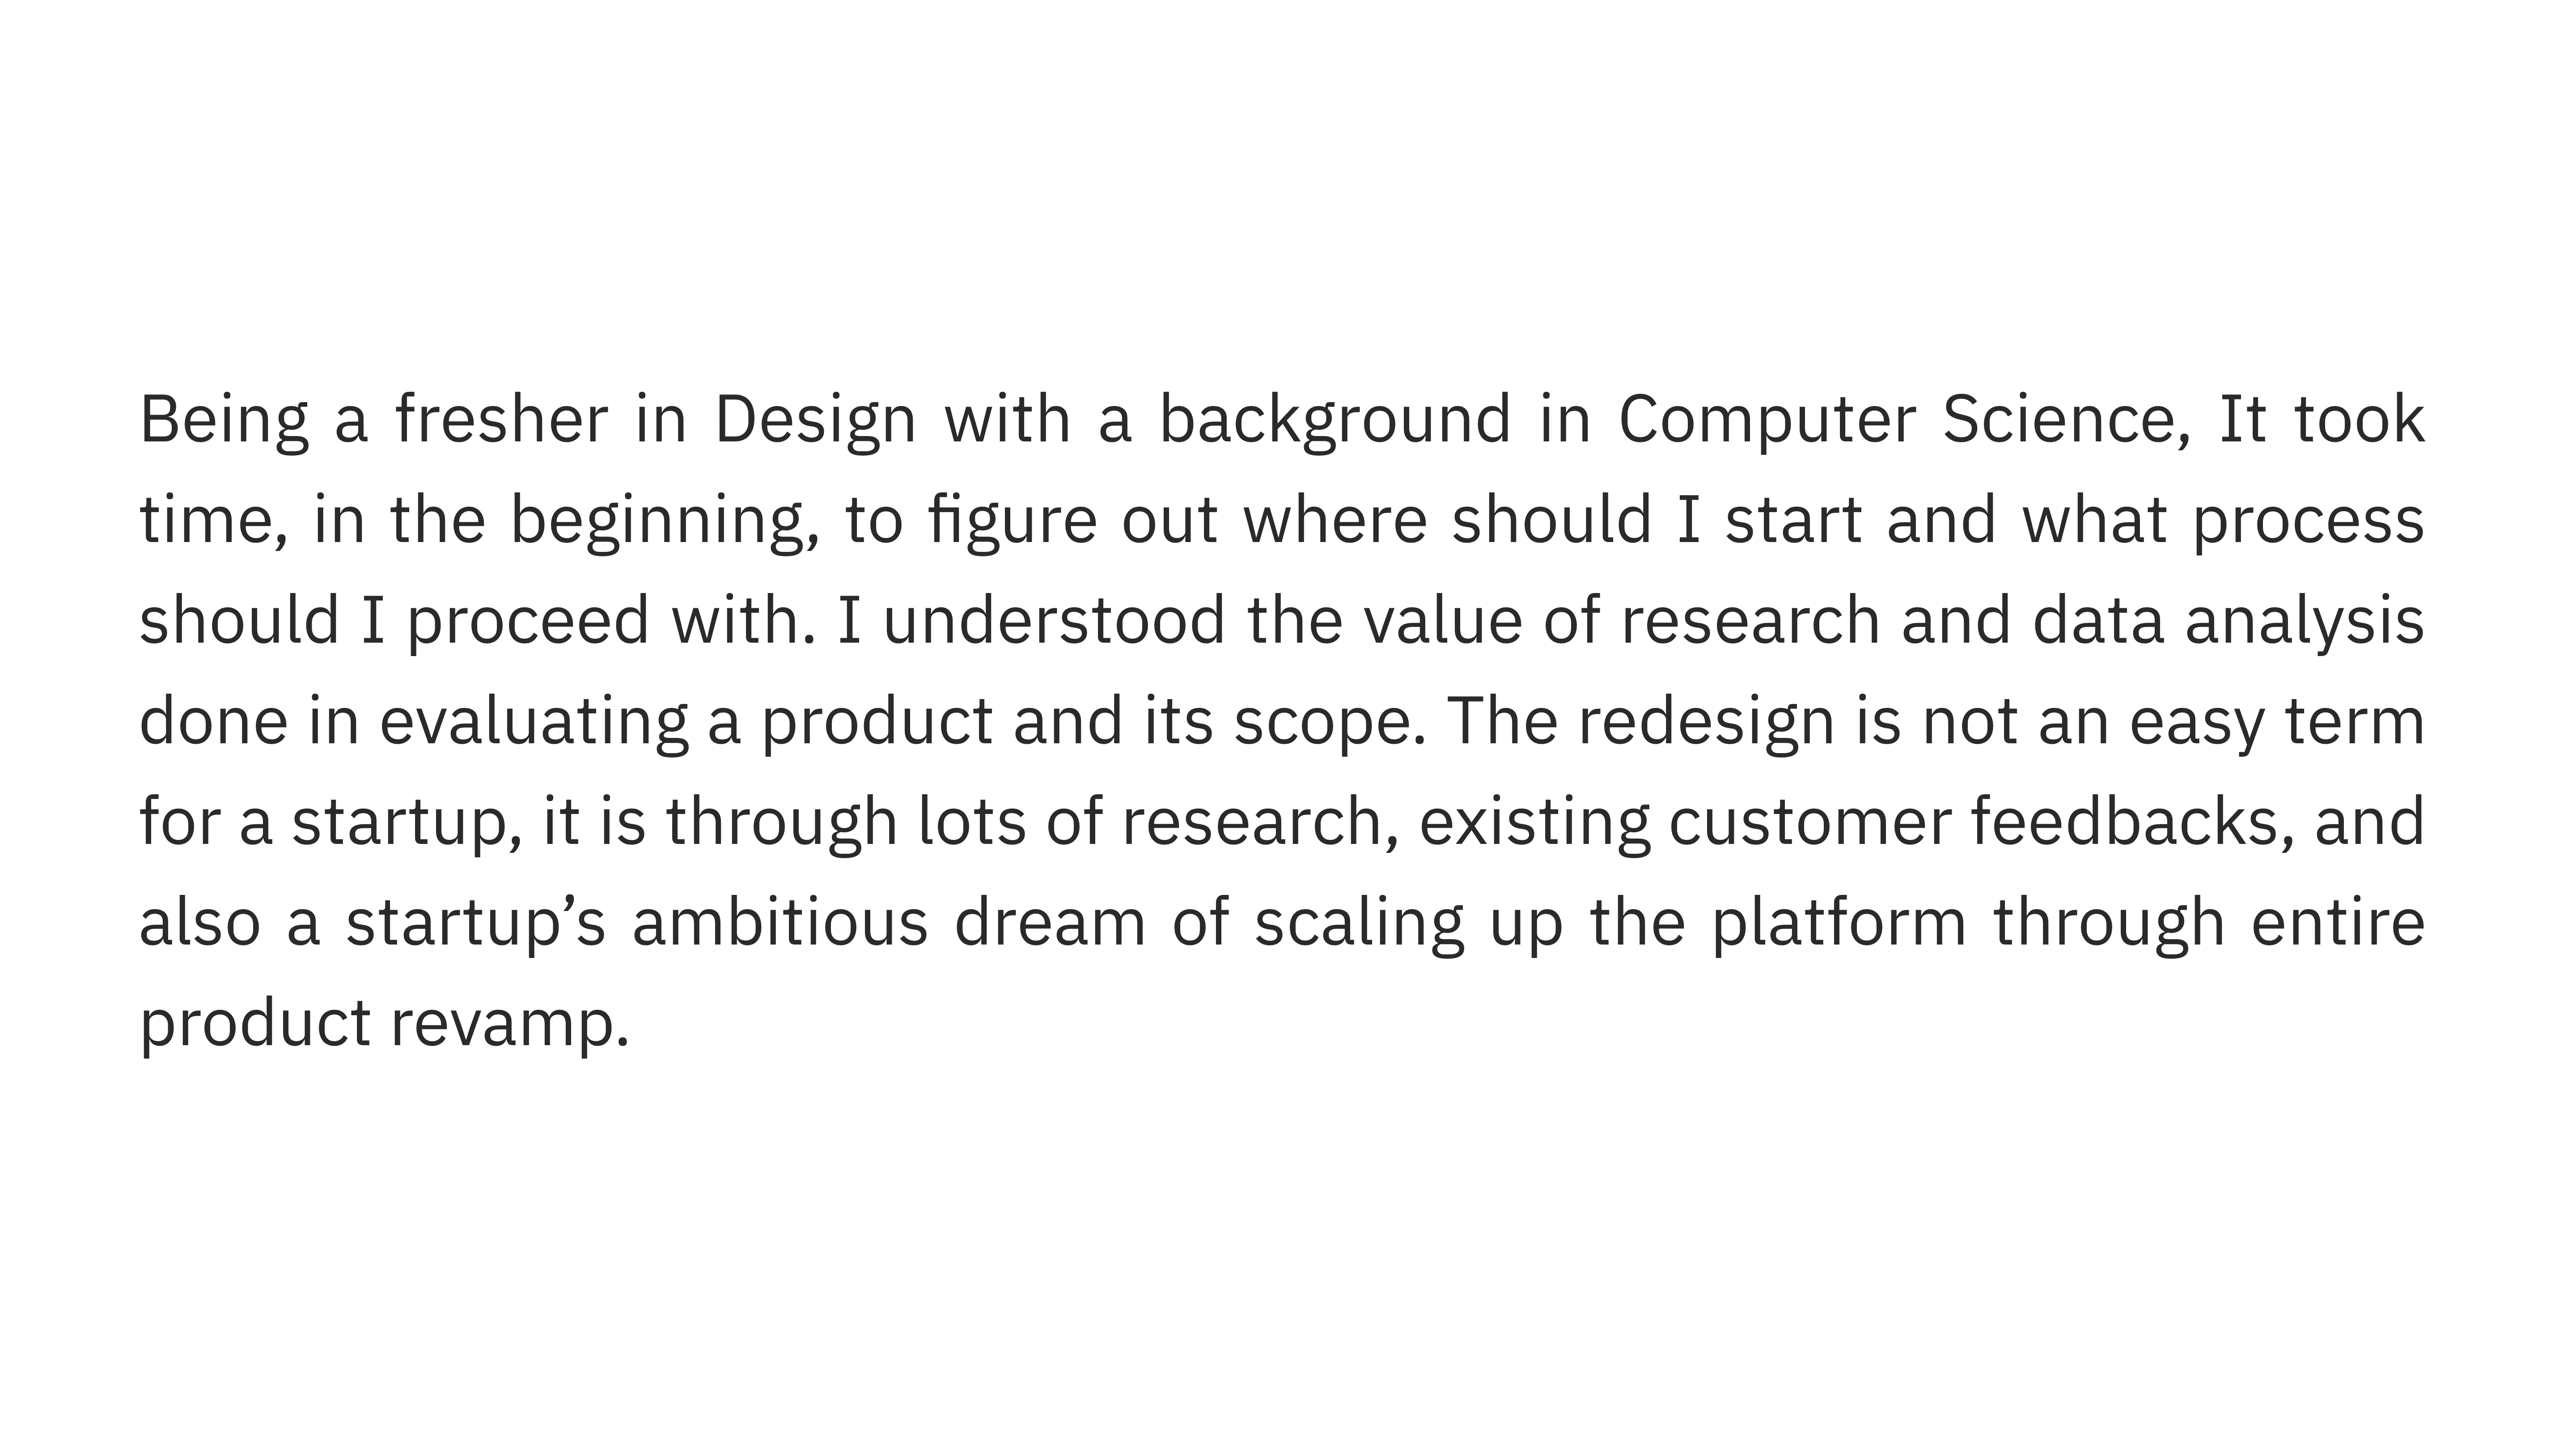 Being a fresher in Design with a background in Computer Science, It took
time, in the beginning, to figure out where should I start and what process
should I proceed with. I understood the value of research and data analysis
done in evaluating a product and its scope. The redesign is not an easy term
for a startup, it is through lots of research, existing customer feedbacks, and
also a startup’s ambitious dream of scaling up the platform through entire
product revamp.